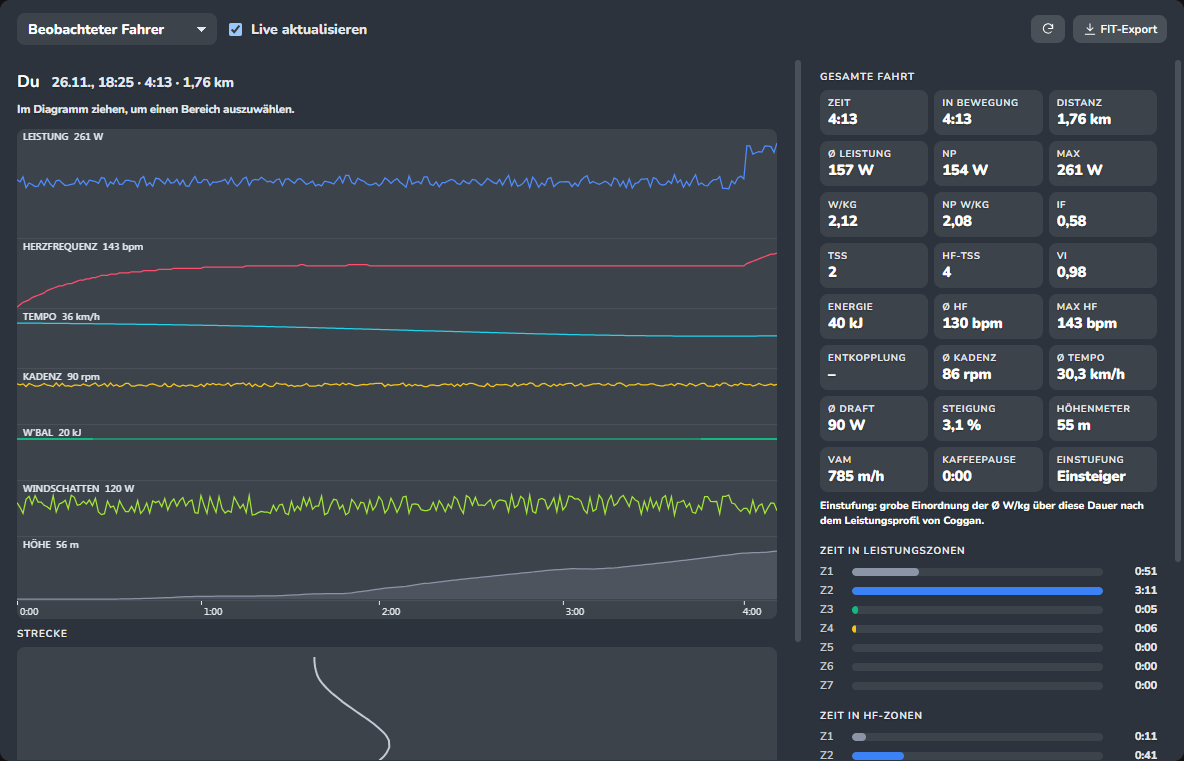 Beobachteter Fahrer
Live aktualisieren
FIT-Export
Du 26.11., 18:25 · 4:13 · 1,76 km
Im Diagramm ziehen, um einen Bereich auszuwählen.
LEISTUNG 261 W
HERZFREQUENZ 143 bpm
TEMPO 36 km/h
KADENZ 90 rpm
W'BAL 20 kJ
WINDSCHATTEN 120 W
HÖHE 56 m
0:00 1:00 2:00 3:00 4:00
STRECKE
GESAMTE FAHRT
ZEIT IN BEWEGUNG DISTANZ
4:13 4:13 1,76 km
Ø LEISTUNG NP MAX
157 W 154 W 261 W
W/KG NP W/KG IF
2,12 2,08 0,58
TSS HF-TSS VI
2 4 0,98
ENERGIE Ø HF MAX HF
40 kJ 130 bpm 143 bpm
ENTKOPPLUNG Ø KADENZ Ø TEMPO
– 86 rpm 30,3 km/h
Ø DRAFT STEIGUNG HÖHENMETER
90 W 3,1 % 55 m
VAM KAFFEEPAUSE EINSTUFUNG
785 m/h 0:00 Einsteiger
Einstufung: grobe Einordnung der Ø W/kg über diese Dauer nach
dem Leistungsprofil von Coggan.
ZEIT IN LEISTUNGSZONEN
Z1 0:51
Z2 3:11
Z3 0:05
Z4 0:06
Z5 0:00
Z6 0:00
Z7 0:00
ZEIT IN HF-ZONEN
Z1 0:11
Z2 0:41